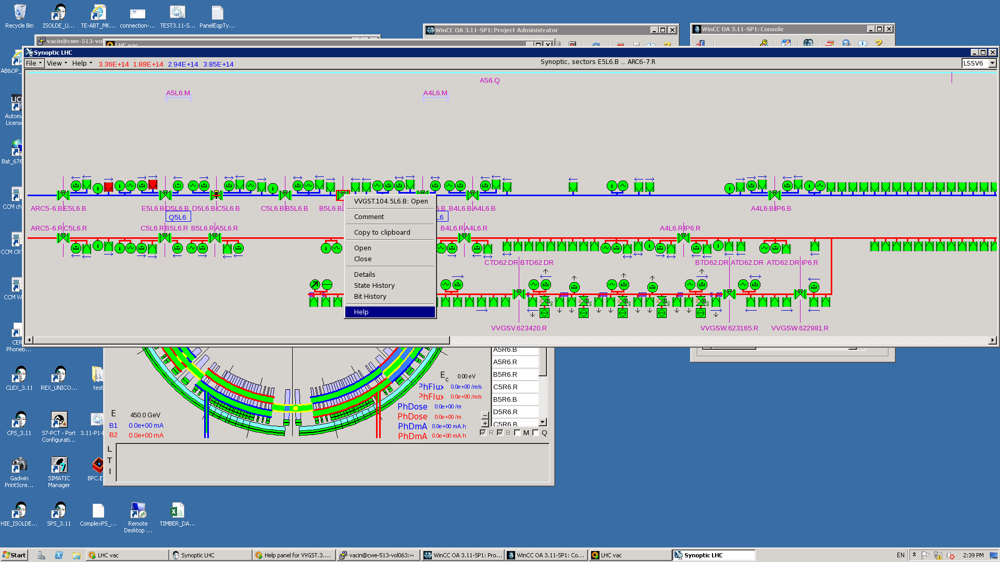 Recycle Bin
ISOLDE_U...
TE-ABT_MK...
connection-...
TEST3.11-S...
PanelEqpTy...
vacin@cwe-513-vo
LHC vac
WinCC OA 3.11-SP1: Project Administrator
WinCC OA 3.11-SP1: Console
Synoptic LHC
File
View
Help
3.36E+14 1.88E+14 2.94E+14 3.85E+14
Synoptic, sectors E5L6.B ... ARC6-7.R
LSSV6
A56.Q
A5L6.M
A4L6.M
ARC5-6.B E5L6.B
E5L6.B D5L6.B
D5L6.B C5L6.B
C5L6.B B5L6.B
B5L6.B
B4L6.B A4L6.B
A4L6.B IP6.B
Q5L6
L6
ARC5-6.R C5L6.R
C5L6.R B5L6.R
B5L6.R A5L6.R
B4L6.R A4L6.R
A4L6.R IP6.R
VVGST.104.5L6.B: Open
Comment
Copy to clipboard
Open
Close
Details
State History
Bit History
Help
CTD62.DR BTD62.DR
BTD62.DR ATD62.DR
ATD62.DR IP6.R
VVGSV.623420.R
VVGSW.623165.R
VVGSW.622981.R
AB&OP_
Automa
License
Bat_676
CCM ch
CCM CR
CCM VA
CER
Phoneb...
CLEX_3.11
REX_UNICO...
test
CPS_3.11
S7-PCT - Port
Configurati...
3.11-P1-
Gadwin
PrintScre...
SIMATIC
Manager
BPC.E
HIE_ISOLDE...
SPS_3.11
ComplexPS_...
Remote
Desktop ...
TIMBER_DA...
A5R6.B
A5R6.R
B5R6.R
C5R6.R
B5R6.B
D5R6.R
C5R6.B
R B M Q
Ec 0.00 eV
PhFlux 0.0e+00 /m/s
PhFlux 0.0e+00 /m/s
PhDose 0.0e+00 /m
PhDose 0.0e+00 /m
PhDmA 0.0e+00 mA.h
PhDmA 0.0e+00 mA.h
E 450.0 GeV
B1 0.0e+00 mA
B2 0.0e+00 mA
L
T
I
Start
LHC vac
Synoptic LHC
Help panel for VVGST.3....
vacin@cwe-513-vol063:~
WinCC OA 3.11-SP1: Pro...
WinCC OA 3.11-SP1: Co...
LHC vac
Synoptic LHC
EN
2:39 PM